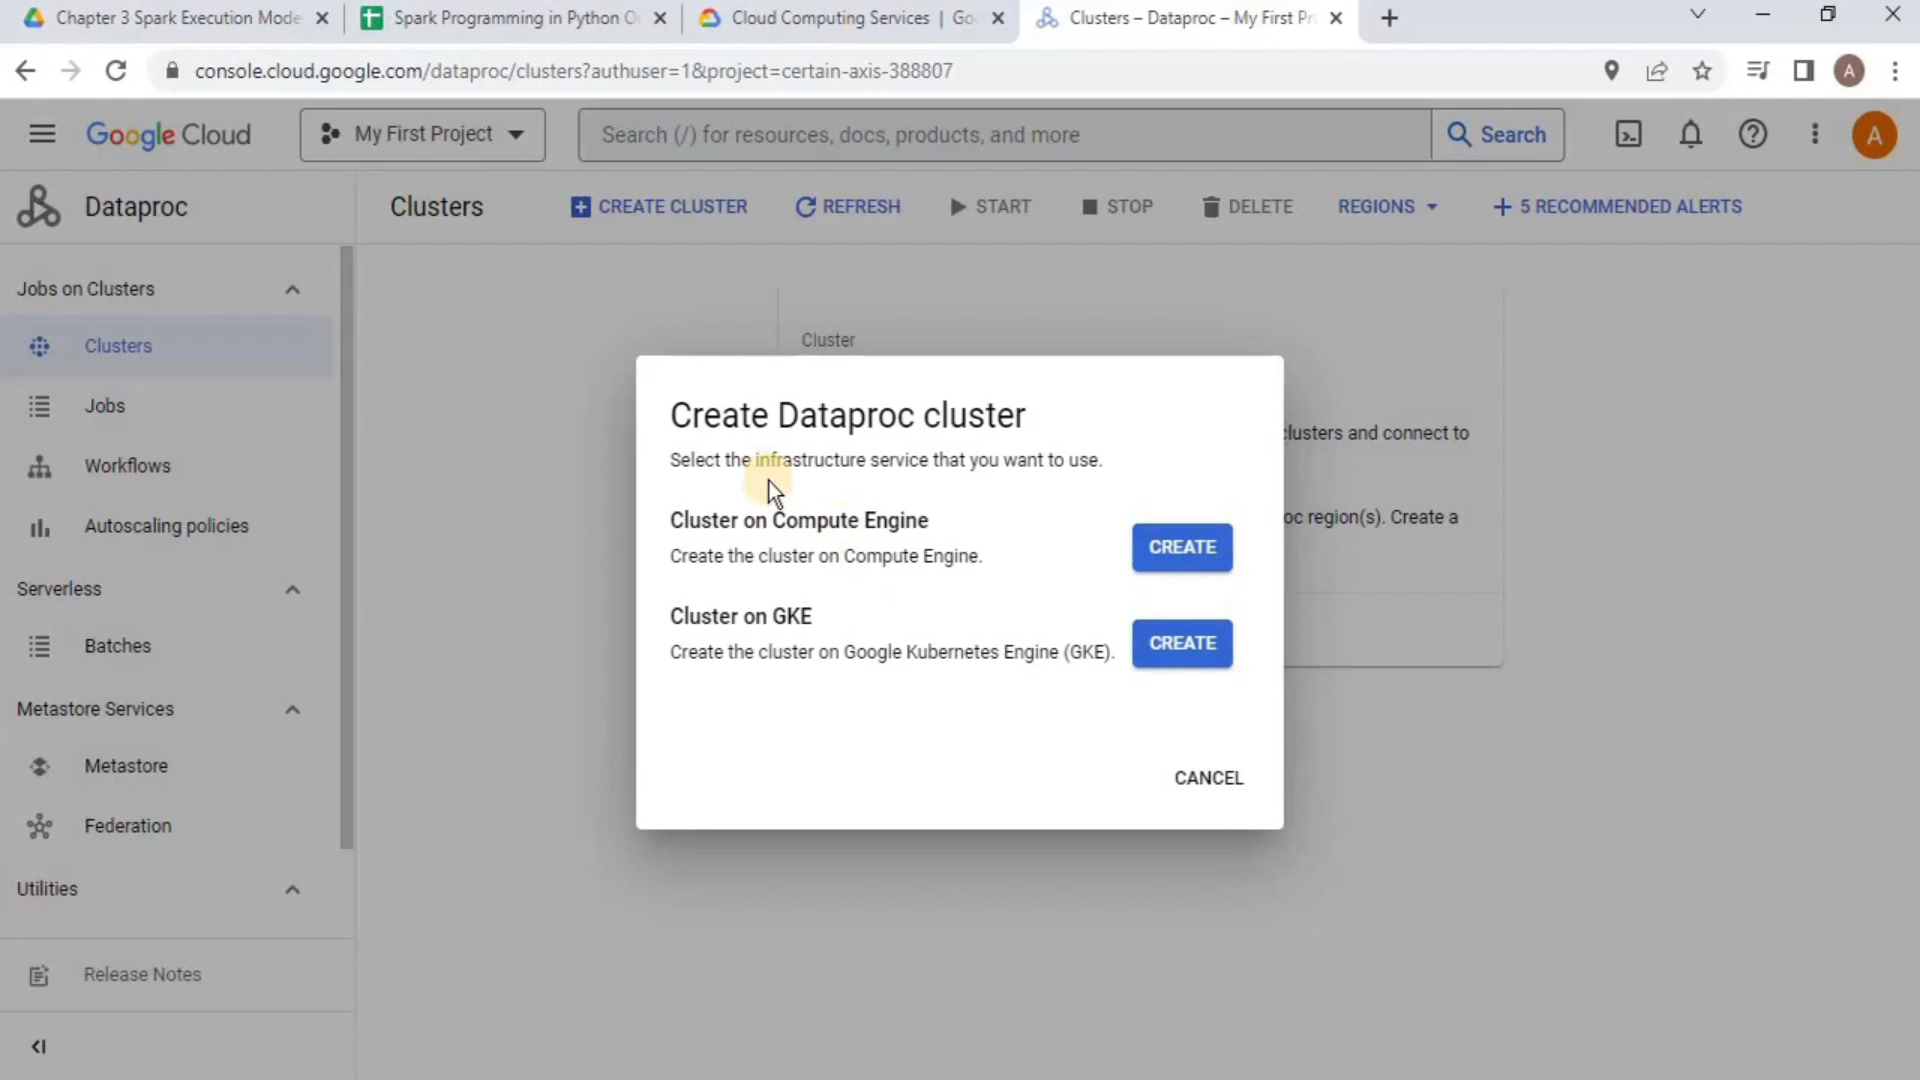 Chapter 3 Spark Execution Mode
Spark Programming in Python O
Cloud Computing Services | Go
Clusters – Dataproc – My First Pr
console.cloud.google.com/dataproc/clusters?authuser=1&project=certain-axis-388807
A
Google Cloud
My First Project
Search (/) for resources, docs, products, and more
Search
A
Dataproc
Clusters
CREATE CLUSTER
REFRESH
START
STOP
DELETE
REGIONS
5 RECOMMENDED ALERTS
Jobs on Clusters
Clusters
Jobs
Workflows
Autoscaling policies
Serverless
Batches
Metastore Services
Metastore
Federation
Utilities
Release Notes
Cluster
clusters and connect to
oc region(s). Create a
Create Dataproc cluster
Select the infrastructure service that you want to use.
Cluster on Compute Engine
Create the cluster on Compute Engine.
CREATE
Cluster on GKE
Create the cluster on Google Kubernetes Engine (GKE).
CREATE
CANCEL